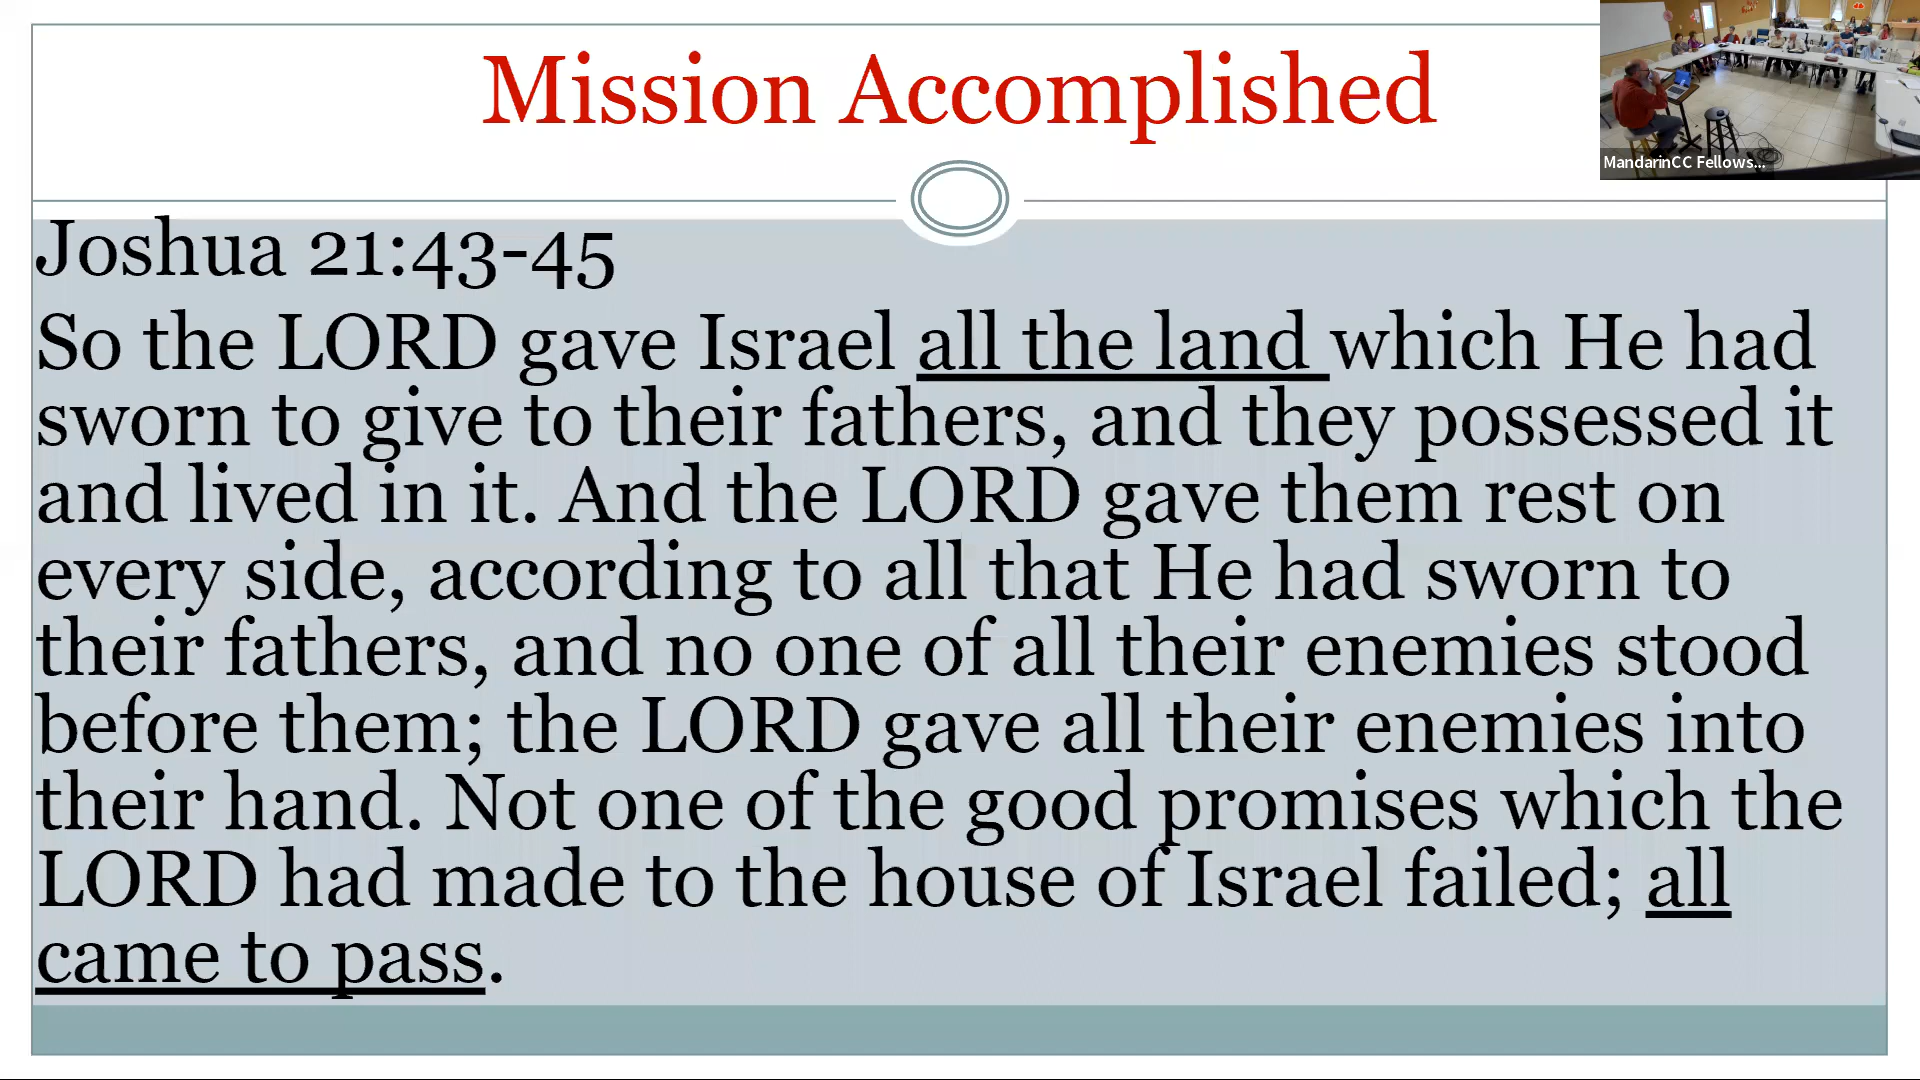 Mission Accomplished
MandarinCC Fellows...
Joshua 21:43-45
So the LORD gave Israel all the land which He had
sworn to give to their fathers, and they possessed it
and lived in it. And the LORD gave them rest on
every side, according to all that He had sworn to
their fathers, and no one of all their enemies stood
before them; the LORD gave all their enemies into
their hand. Not one of the good promises which the
LORD had made to the house of Israel failed; all
came to pass.